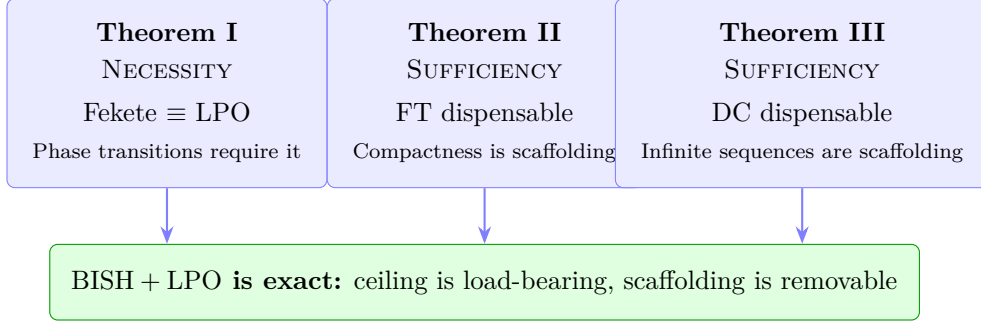 Theorem I
NECESSITY
Fekete ≡ LPO
Phase transitions require it
Theorem II
SUFFICIENCY
FT dispensable
Compactness is scaffolding
Theorem III
SUFFICIENCY
DC dispensable
Infinite sequences are scaffolding
BISH + LPO is exact: ceiling is load-bearing, scaffolding is removable